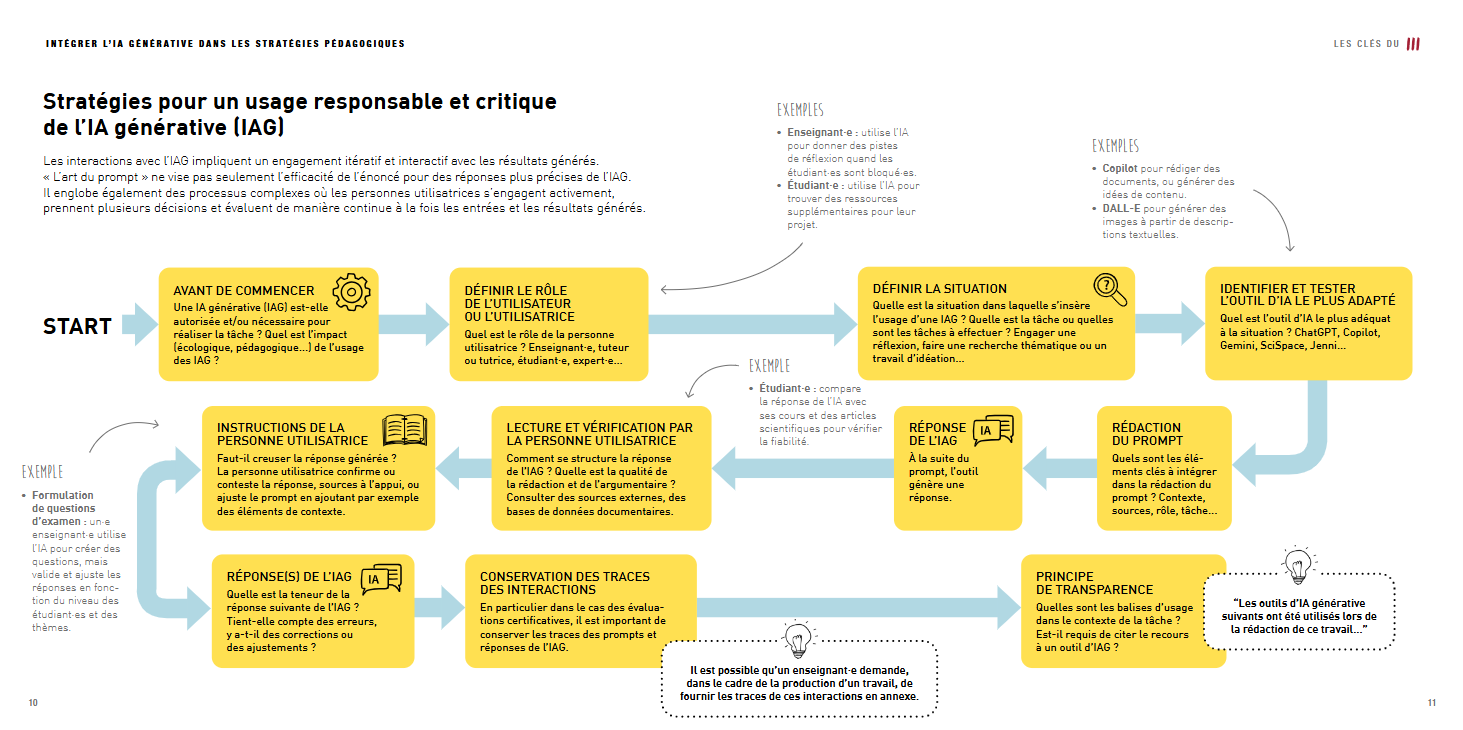 INTÉGRER L'IA GÉNÉRATIVE DANS LES STRATÉGIES PÉDAGOGIQUES
LES CLÉS DU
Stratégies pour un usage responsable et critique
de l'IA générative (IAG)
Les interactions avec l'IAG impliquent un engagement itératif et interactif avec les résultats générés.
« L'art du prompt » ne vise pas seulement l'efficacité de l'énoncé pour des réponses plus précises de l'IAG.
Il englobe également des processus complexes où les personnes utilisatrices s'engagent activement,
prennent plusieurs décisions et évaluent de manière continue à la fois les entrées et les résultats générés.
EXEMPLES
• Enseignant·e : utilise l'IA
pour donner des pistes
de réflexion quand les
étudiant·es sont bloqué·es.
• Étudiant·e : utilise l'IA pour
trouver des ressources
supplémentaires pour leur
projet.
EXEMPLES
• Copilot pour rédiger des
documents, ou générer des
idées de contenu.
• DALL-E pour générer des
images à partir de descrip-
tions textuelles.
START
AVANT DE COMMENCER
Une IA générative (IAG) est-elle
autorisée et/ou nécessaire pour
réaliser la tâche ? Quel est l'impact
(écologique, pédagogique...) de l'usage
des IAG ?
DÉFINIR LE RÔLE
DE L'UTILISATEUR
OU L'UTILISATRICE
Quel est le rôle de la personne
utilisatrice ? Enseignant·e, tuteur
ou tutrice, étudiant·e, expert·e...
DÉFINIR LA SITUATION
Quelle est la situation dans laquelle s'insère
l'usage d'une IAG ? Quelle est la tâche ou quelles
sont les tâches à effectuer ? Engager une
réflexion, faire une recherche thématique ou un
travail d'idéation...
?
IDENTIFIER ET TESTER
L'OUTIL D'IA LE PLUS ADAPTÉ
Quel est l'outil d'IA le plus adéquat
à la situation ? ChatGPT, Copilot,
Gemini, SciSpace, Jenni...
RÉDACTION
DU PROMPT
Quels sont les élé-
ments clés à intégrer
dans la rédaction du
prompt ? Contexte,
sources, rôle, tâche...
RÉPONSE
DE L'IAG
IA
À la suite du
prompt, l'outil
génère une
réponse.
EXEMPLE
• Étudiant·e : compare
la réponse de l'IA avec
ses cours et des articles
scientifiques pour vérifier
la fiabilité.
LECTURE ET VÉRIFICATION PAR
LA PERSONNE UTILISATRICE
Comment se structure la réponse
de l'IAG ? Quelle est la qualité de
la rédaction et de l'argumentaire ?
Consulter des sources externes, des
bases de données documentaires.
INSTRUCTIONS DE LA
PERSONNE UTILISATRICE
Faut-il creuser la réponse générée ?
La personne utilisatrice confirme ou
conteste la réponse, sources à l'appui, ou
ajuste le prompt en ajoutant par exemple
des éléments de contexte.
EXEMPLE
• Formulation
de questions
d'examen : un·e
enseignant·e utilise
l'IA pour créer des
questions, mais
valide et ajuste les
réponses en fonc-
tion du niveau des
étudiant·es et des
thèmes.
RÉPONSE(S) DE L'IAG
IA
Quelle est la teneur de la
réponse suivante de l'IAG ?
Tient-elle compte des erreurs,
y a-t-il des corrections ou
des ajustements ?
CONSERVATION DES TRACES
DES INTERACTIONS
En particulier dans le cas des évalua-
tions certificatives, il est important de
conserver les traces des prompts et
réponses de l'IAG.
Il est possible qu'un enseignant·e demande,
dans le cadre de la production d'un travail, de
fournir les traces de ces interactions en annexe.
PRINCIPE
DE TRANSPARENCE
Quelles sont les balises d'usage
dans le contexte de la tâche ?
Est-il requis de citer le recours
à un outil d'IAG ?
"Les outils d'IA générative
suivants ont été utilisés lors de
la rédaction de ce travail..."
10
11